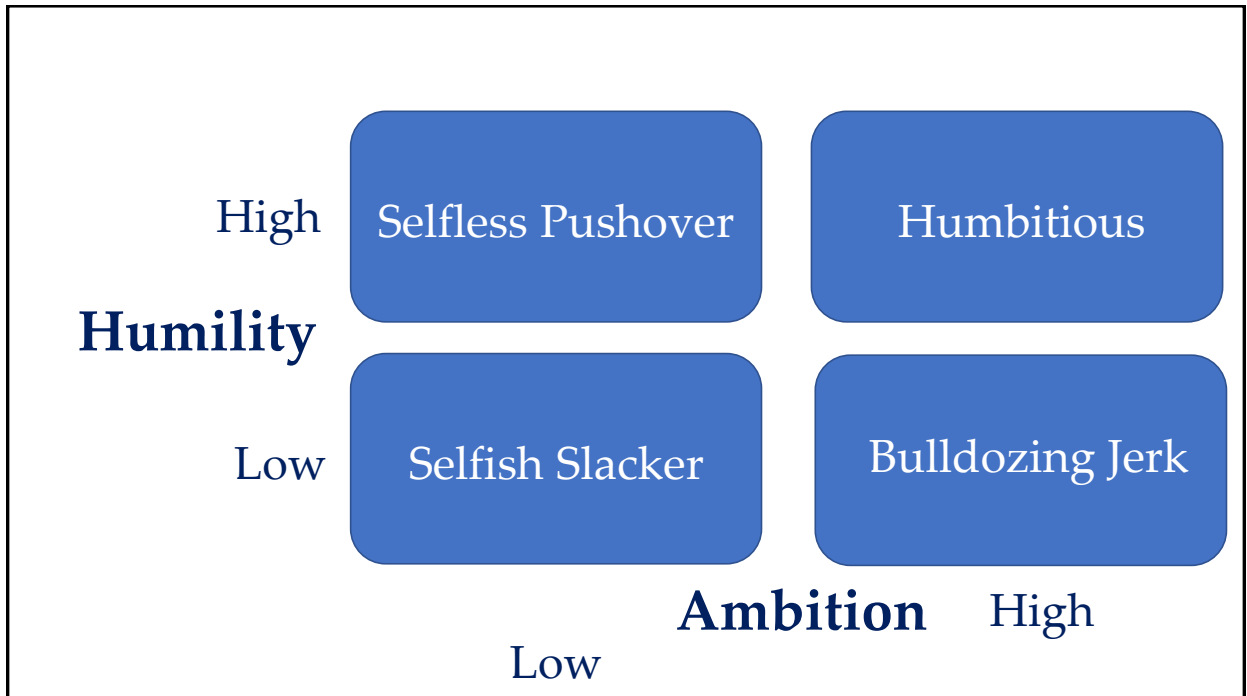 High
Selfless Pushover
Humbitious
Humility
Low
Selfish Slacker
Bulldozing Jerk
Ambition
High
Low